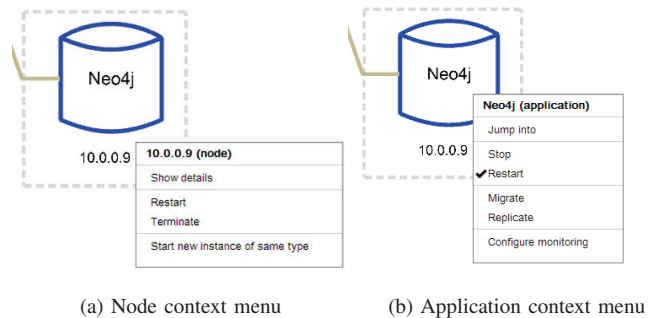 Neo4j
10.0.0.9
10.0.0.9 (node)
Show details
Restart
Terminate
Start new instance of same type
(a) Node context menu
Neo4j
10.0.0.9
Neo4j (application)
Jump into
Stop
Restart
Migrate
Replicate
Configure monitoring
(b) Application context menu